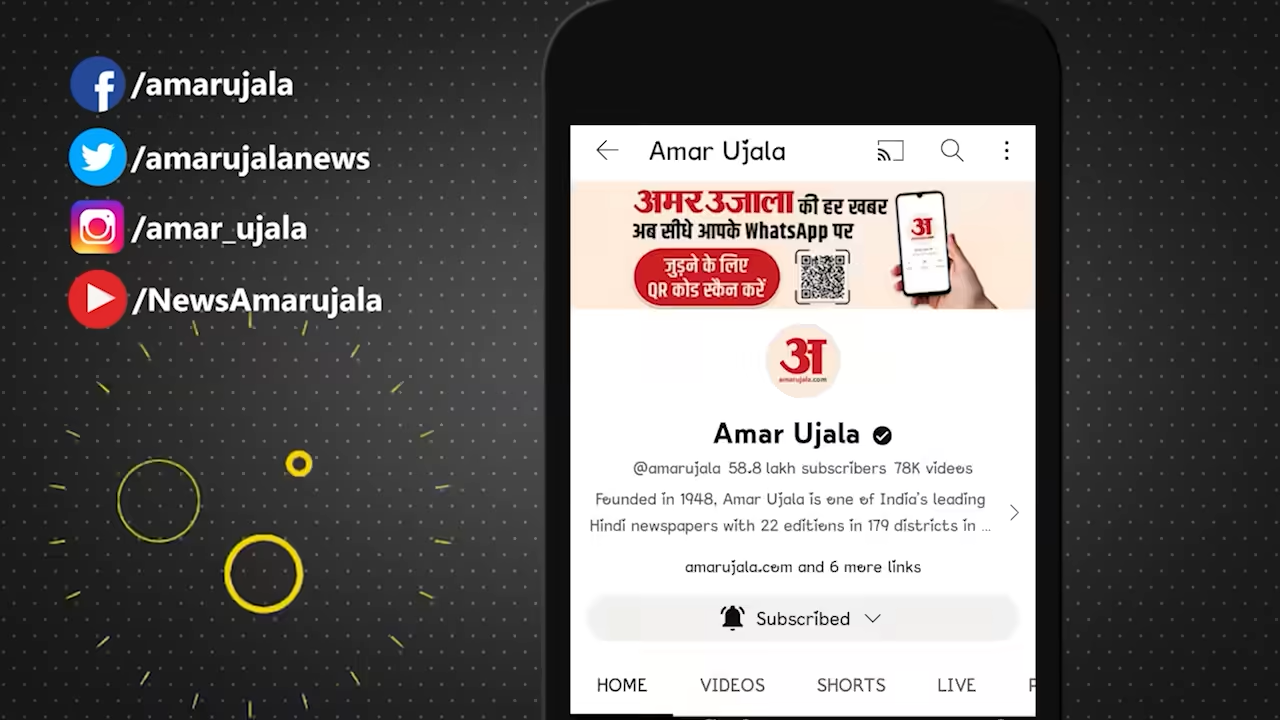 /amarujala
/amarujalanews
/amar_ujala
/NewsAmarujala
Amar Ujala
अमर उजाला की हर खबर
अब सीधे आपके WhatsApp पर
जुड़ने के लिए
QR कोड स्कैन करें
अ
अ
amarujala.com
Amar Ujala
@amarujala 58.8 lakh subscribers 78K videos
Founded in 1948, Amar Ujala is one of India's leading
Hindi newspapers with 22 editions in 179 districts in ...
amarujala.com and 6 more links
Subscribed
HOME VIDEOS SHORTS LIVE